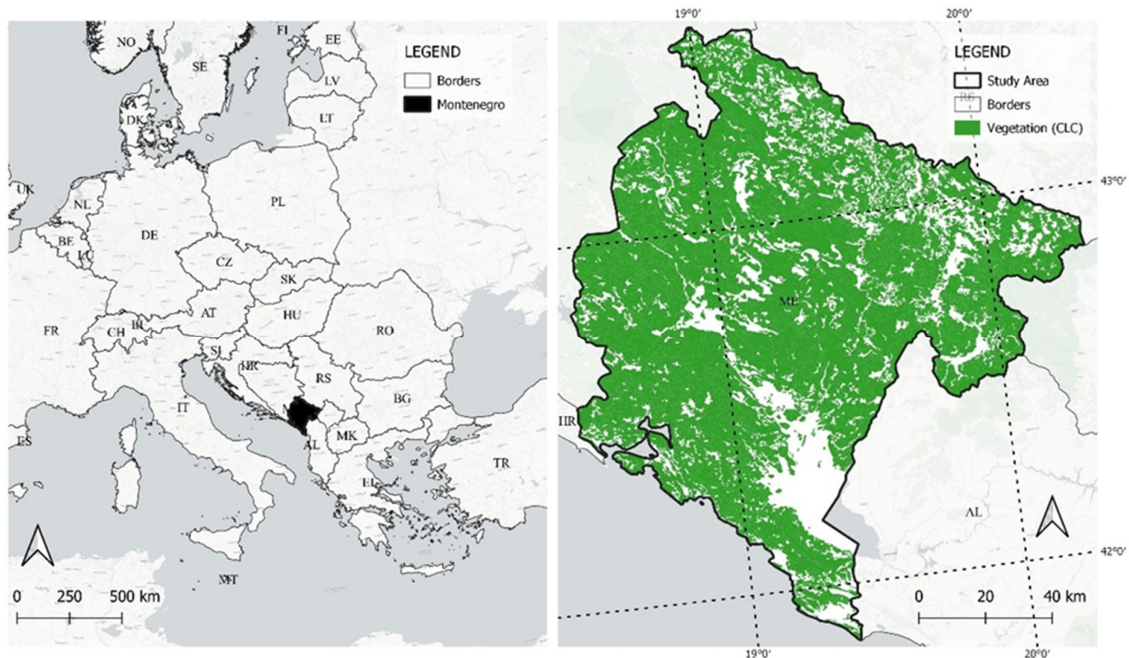 NO
SE
FI
EE
LV
LT
DK
UK
NL
BE
DE
PL
CZ
SK
FR
CH
AT
HU
RO
SI
HR
RS
BG
IT
ES
AL
MK
EL
TR
MT
LEGEND
Borders
Montenegro
0 250 500 km
19°0'
20°0'
LEGEND
Study Area
RS
Borders
Vegetation (CLC)
43°0'
ME
HR
AL
42°0'
0 20 40 km
19°0'
20°0'